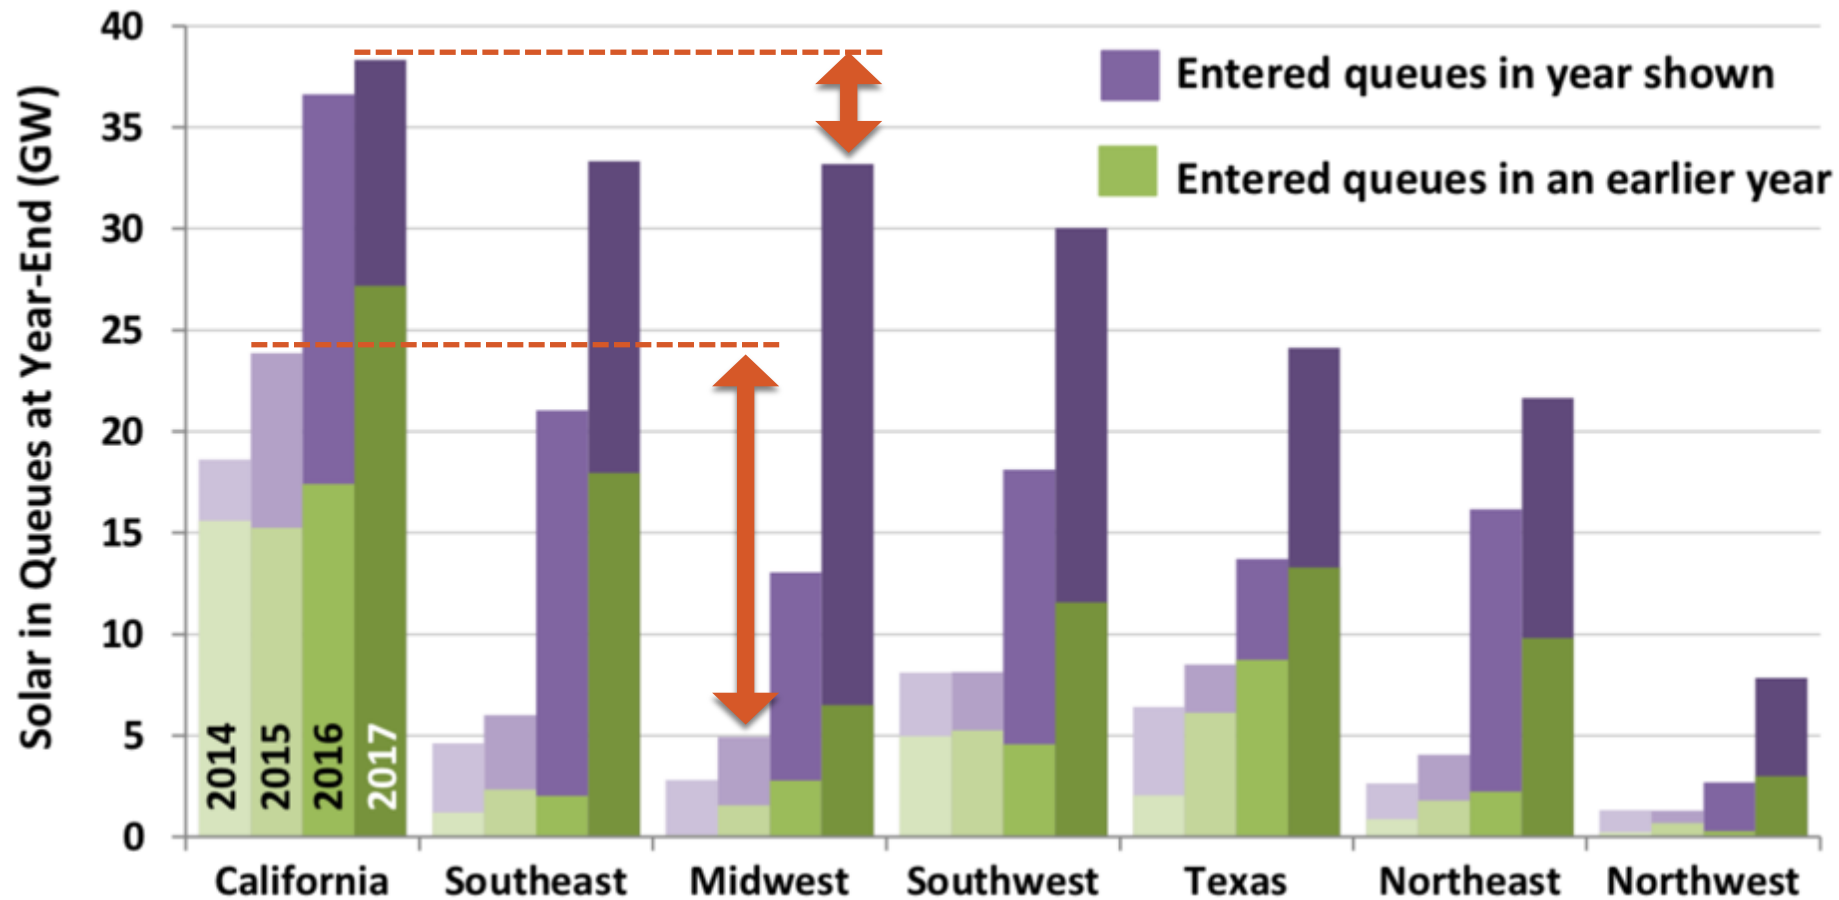 Solar in Queues at Year-End (GW)
40
35
30
25
20
15
10
5
0
Entered queues in year shown
Entered queues in an earlier year
2014
2015
2016
2017
California
Southeast
Midwest
Southwest
Texas
Northeast
Northwest